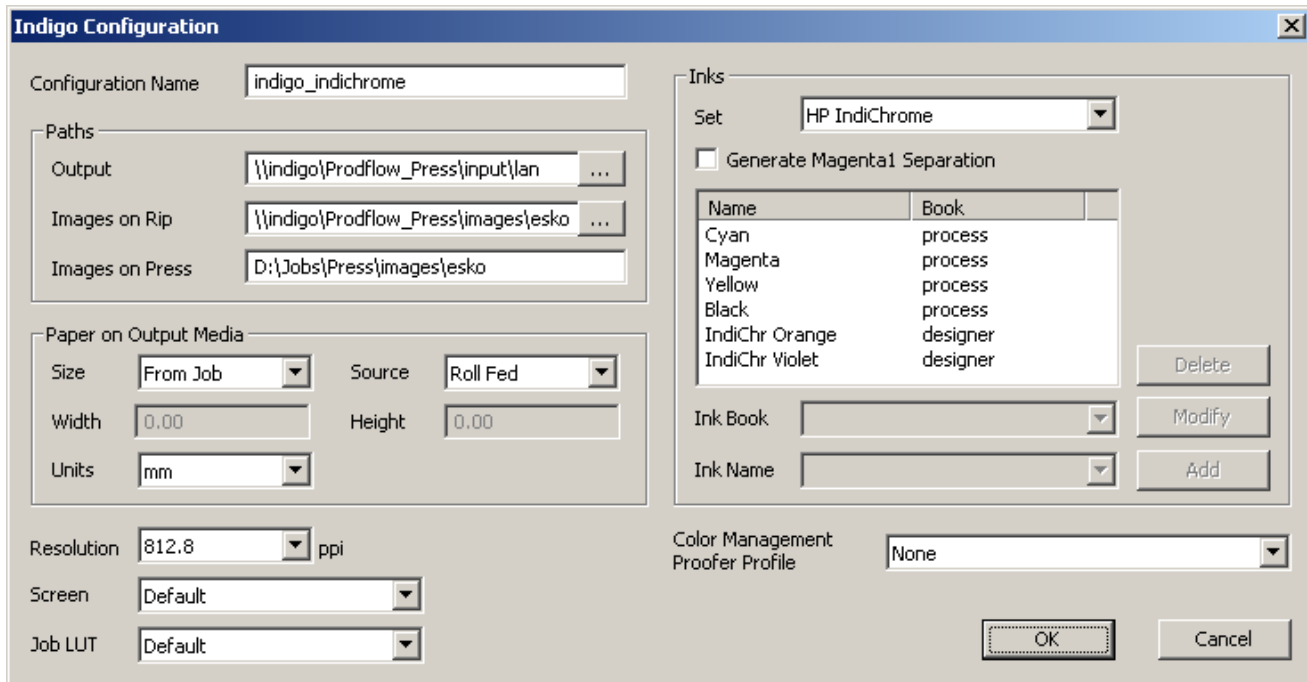 Indigo Configuration
Configuration Name indigo_indichrome
Paths
Output \\indigo\Prodflow_Press\input\lan ...
Images on Rip \\indigo\Prodflow_Press\images\esko ...
Images on Press D:\Jobs\Press\images\esko
Paper on Output Media
Size From Job Source Roll Fed
Width 0.00 Height 0.00
Units mm
Resolution 812.8 ppi
Screen Default
Job LUT Default
Inks
Set HP IndiChrome
Generate Magenta1 Separation
Name Book
Cyan process
Magenta process
Yellow process
Black process
IndiChr Orange designer
IndiChr Violet designer
Delete
Ink Book Modify
Ink Name Add
Color Management
Proofer Profile None
OK Cancel